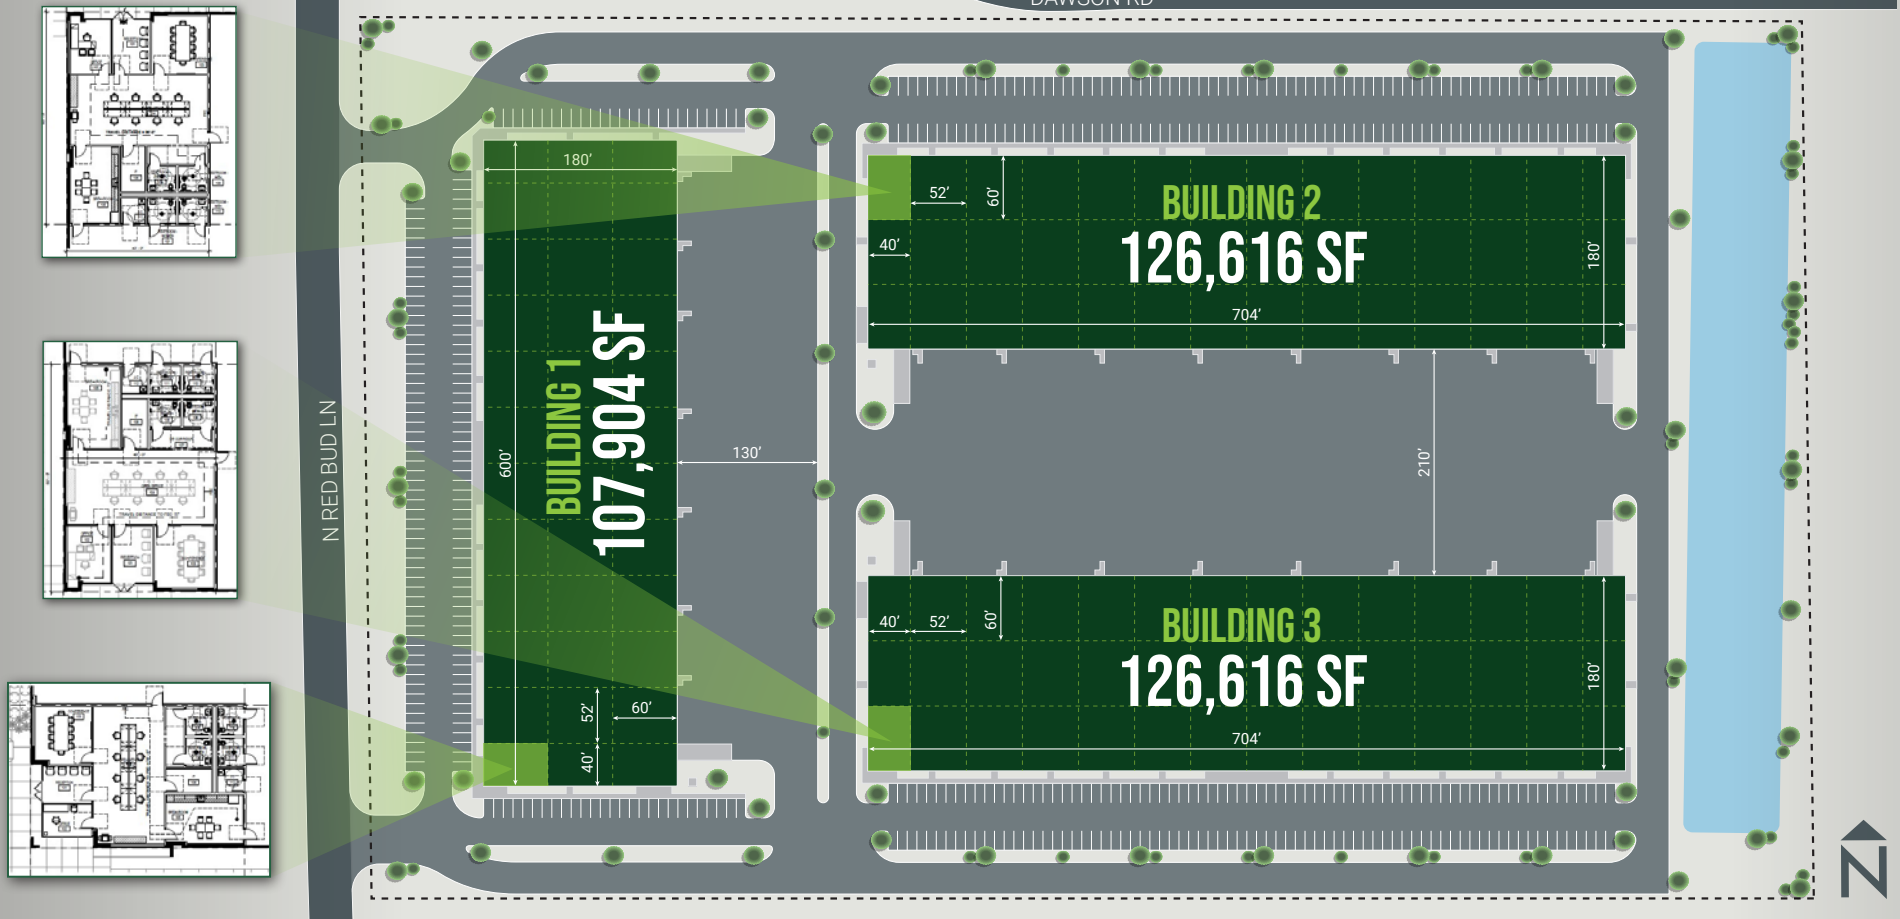 DAWSON RD
N RED BUD LN
180’
600’
BUILDING 1
107,904 SF
130’
52’
60’
40’
BUILDING 2
126,616 SF
52’
60’
40’
180’
704’
210’
BUILDING 3
126,616 SF
40’
52’
60’
180’
704’
N